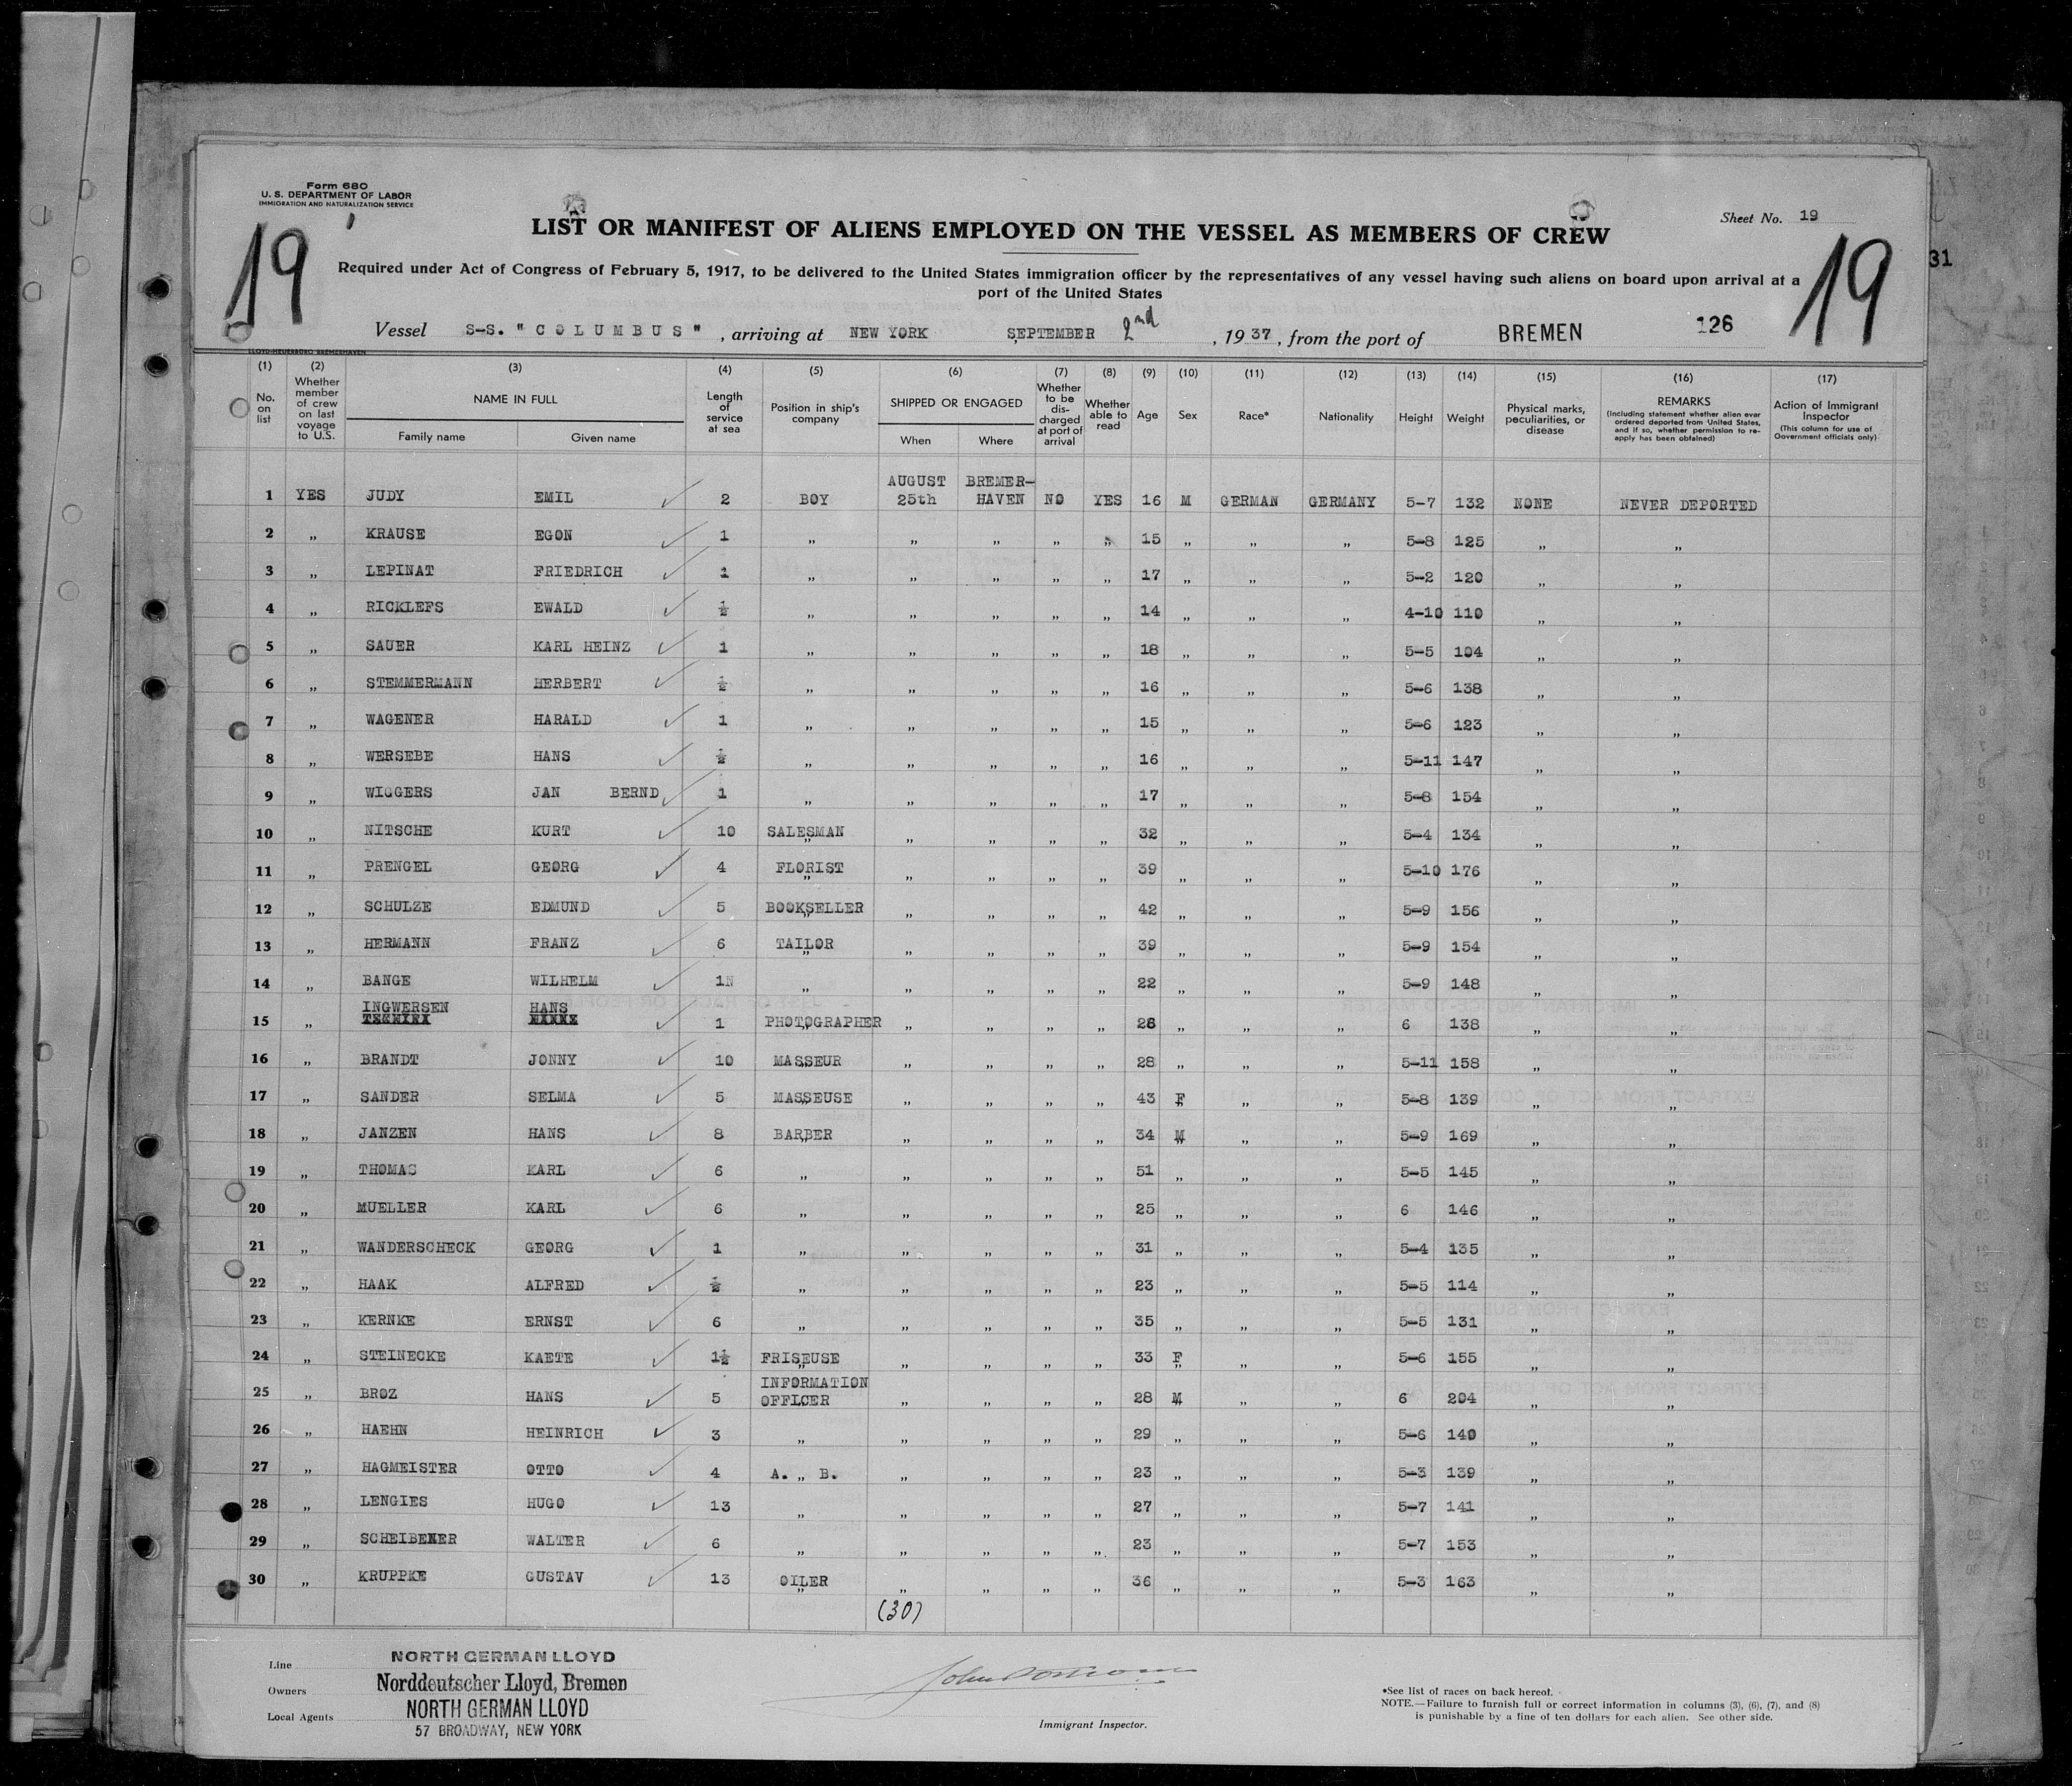 Form 680
U. S. DEPARTMENT OF LABOR
IMMIGRATION AND NATURALIZATION SERVICE
19
LIST OR MANIFEST OF ALIENS EMPLOYED ON THE VESSEL AS MEMBERS OF CREW
Sheet No. 19
19
31
Required under Act of Congress of February 5, 1917, to be delivered to the United States immigration officer by the representatives of any vessel having such aliens on board upon arrival at a
port of the United States
Vessel S-S. "COLUMBUS" , arriving at NEW YORK SEPTEMBER 2nd , 1937, from the port of BREMEN 126
LLOYD-HEUERBÜRO BREMERHAVEN
(1) No. on list (2) Whether member of crew on last voyage to U.S. (3) NAME IN FULL Family name Given name (4) Length of service at sea (5) Position in ship's company (6) SHIPPED OR ENGAGED When Where (7) Whether to be discharged at port of arrival (8) Whether able to read (9) Age (10) Sex (11) Race* (12) Nationality (13) Height (14) Weight (15) Physical marks, peculiarities, or disease (16) REMARKS (Including statement whether alien ever ordered deported from United States, and if so, whether permission to re-apply has been obtained) (17) Action of Immigrant Inspector (This column for use of Government officials only)
1 YES JUDY EMIL 2 BOY AUGUST 25th BREMER-HAVEN NO YES 16 M GERMAN GERMANY 5-7 132 NONE NEVER DEPORTED
2 „ KRAUSE EGON 1 „ „ „ „ „ 15 „ „ „ 5-8 125 „ „
3 „ LEPINAT FRIEDRICH 1 „ „ „ „ „ 17 „ „ „ 5-2 120 „ „
4 „ RICKLEFS EWALD ½ „ „ „ „ „ 14 „ „ „ 4-10 110 „ „
5 „ SAUER KARL HEINZ 1 „ „ „ „ „ 18 „ „ „ 5-5 104 „ „
6 „ STEMMERMANN HERBERT ½ „ „ „ „ „ 16 „ „ „ 5-6 138 „ „
7 „ WAGENER HARALD 1 „ „ „ „ „ 15 „ „ „ 5-6 123 „ „
8 „ WERSEBE HANS ½ „ „ „ „ „ 16 „ „ „ 5-11 147 „ „
9 „ WIGGERS JAN BERND 1 „ „ „ „ „ 17 „ „ „ 5-8 154 „ „
10 „ NITSCHE KURT 10 SALESMAN „ „ „ „ 32 „ „ „ 5-4 134 „ „
11 „ PRENGEL GEORG 4 FLORIST „ „ „ „ 39 „ „ „ 5-10 176 „ „
12 „ SCHULZE EDMUND 5 BOOKSELLER „ „ „ „ 42 „ „ „ 5-9 156 „ „
13 „ HERMANN FRANZ 6 TAILOR „ „ „ „ 39 „ „ „ 5-9 154 „ „
14 „ BANGE WILHELM 1 „ „ „ „ „ 22 „ „ „ 5-9 148 „ „
15 „ INGWERSEN HANS 1 PHOTOGRAPHER „ „ „ „ 26 „ „ „ 6 138 „ „
16 „ BRANDT JONNY 10 MASSEUR „ „ „ „ 28 „ „ „ 5-11 158 „ „
17 „ SANDER SELMA 5 MASSEUSE „ „ „ „ 43 F „ „ 5-8 139 „ „
18 „ JANZEN HANS 8 BARBER „ „ „ „ 34 M „ „ 5-9 169 „ „
19 „ THOMAS KARL 6 „ „ „ „ „ 51 „ „ „ 5-5 145 „ „
20 „ MUELLER KARL 6 „ „ „ „ „ 25 „ „ „ 6 146 „ „
21 „ WANDERSCHECK GEORG 1 „ „ „ „ „ 31 „ „ „ 5-4 135 „ „
22 „ HAAK ALFRED ½ „ „ „ „ „ 23 „ „ „ 5-5 114 „ „
23 „ KERNKE ERNST 6 „ „ „ „ „ 35 „ „ „ 5-5 131 „ „
24 „ STEINECKE KAETE 1½ FRISEUSE „ „ „ „ 33 F „ „ 5-6 155 „ „
25 „ BROZ HANS 5 INFORMATION OFFICER „ „ „ „ 28 M „ „ 6 204 „ „
26 „ HAEHN HEINRICH 3 „ „ „ „ „ 29 „ „ „ 5-6 140 „ „
27 „ HAGMEISTER OTTO 4 A. „ B. „ „ „ „ 23 „ „ „ 5-3 139 „ „
28 „ LENGIES HUGO 13 „ „ „ „ „ 27 „ „ „ 5-7 141 „ „
29 „ SCHEIBENER WALTER 6 „ „ „ „ „ 23 „ „ „ 5-7 153 „ „
30 „ KRUPPKE GUSTAV 13 OILER „ „ „ „ 36 „ „ „ 5-3 163 „ „
(30)
Line NORTH GERMAN LLOYD
Owners Norddeutscher Lloyd, Bremen
Local Agents NORTH GERMAN LLOYD
57 BROADWAY, NEW YORK
Immigrant Inspector.
*See list of races on back hereof.
NOTE.—Failure to furnish full or correct information in columns (3), (6), (7), and (8)
is punishable by a fine of ten dollars for each alien. See other side.